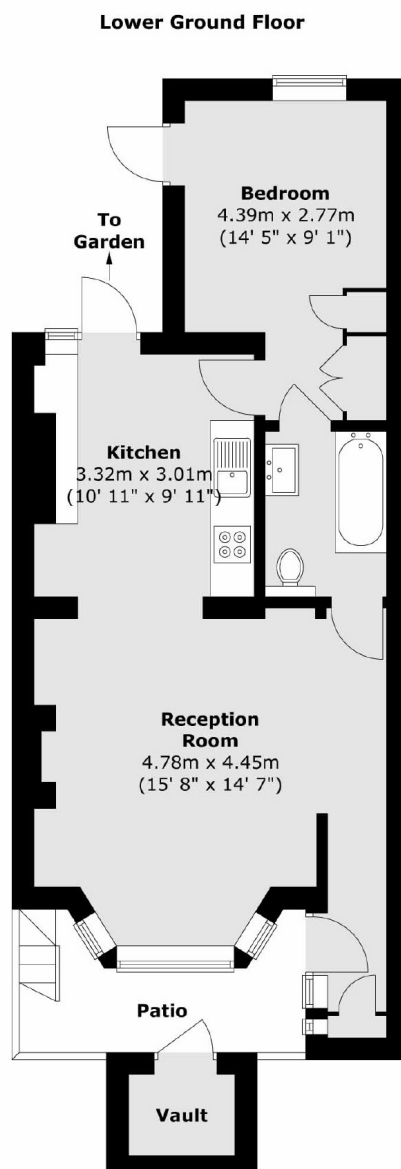 Lower Ground Floor
Bedroom
4.39m x 2.77m
(14' 5" x 9' 1")
To
Garden
Kitchen
3.32m x 3.01m
(10' 11" x 9' 11")
Reception
Room
4.78m x 4.45m
(15' 8" x 14' 7")
Patio
Vault